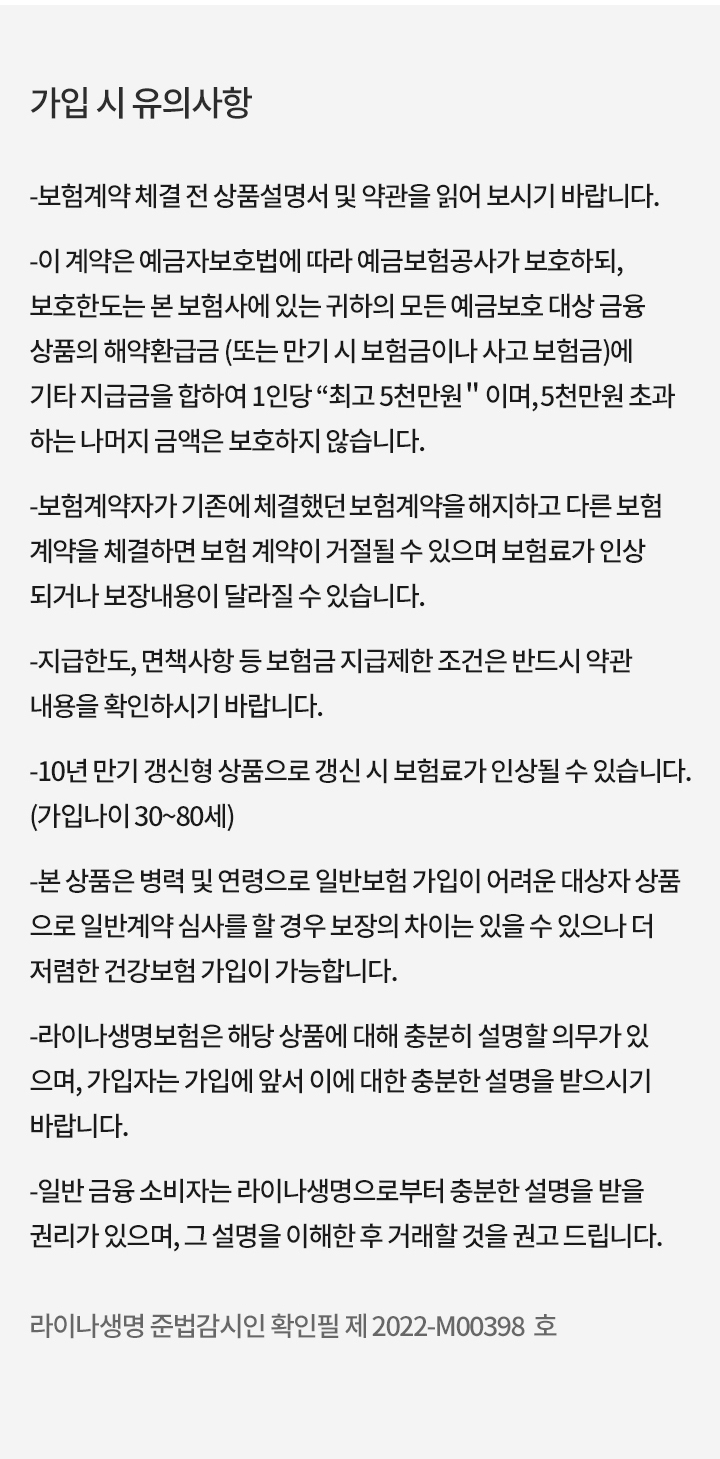 가입 시 유의사항
-보험계약 체결 전 상품설명서 및 약관을 읽어 보시기 바랍니다.
-이 계약은 예금자보호법에 따라 예금보험공사가 보호하되,
보호한도는 본 보험사에 있는 귀하의 모든 예금보호 대상 금융
상품의 해약환급금 (또는 만기 시 보험금이나 사고 보험금)에
기타 지급금을 합하여 1인당 “최고 5천만원" 이며, 5천만원 초과
하는 나머지 금액은 보호하지 않습니다.
-보험계약자가 기존에 체결했던 보험계약을 해지하고 다른 보험
계약을 체결하면 보험 계약이 거절될 수 있으며 보험료가 인상
되거나 보장내용이 달라질 수 있습니다.
-지급한도, 면책사항 등 보험금 지급제한 조건은 반드시 약관
내용을 확인하시기 바랍니다.
-10년 만기 갱신형 상품으로 갱신 시 보험료가 인상될 수 있습니다.
(가입나이 30~80세)
-본 상품은 병력 및 연령으로 일반보험 가입이 어려운 대상자 상품
으로 일반계약 심사를 할 경우 보장의 차이는 있을 수 있으나 더
저렴한 건강보험 가입이 가능합니다.
-라이나생명보험은 해당 상품에 대해 충분히 설명할 의무가 있
으며, 가입자는 가입에 앞서 이에 대한 충분한 설명을 받으시기
바랍니다.
-일반 금융 소비자는 라이나생명으로부터 충분한 설명을 받을
권리가 있으며, 그 설명을 이해한 후 거래할 것을 권고 드립니다.
라이나생명 준법감시인 확인필 제 2022-M00398 호